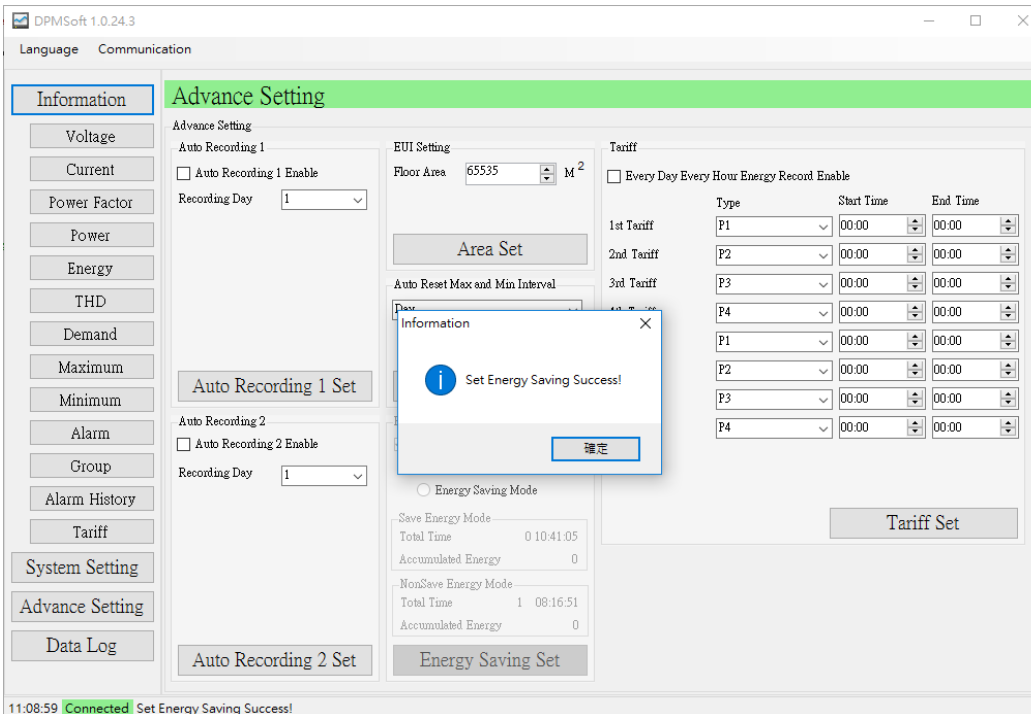 DPMSoft 1.0.24.3
Language Communication
Information
Voltage
Current
Power Factor
Power
Energy
THD
Demand
Maximum
Minimum
Alarm
Group
Alarm History
Tariff
System Setting
Advance Setting
Data Log
Advance Setting
Advance Setting
Auto Recording 1
Auto Recording 1 Enable
Recording Day 1
Auto Recording 1 Set
Auto Recording 2
Auto Recording 2 Enable
Recording Day 1
Auto Recording 2 Set
EUI Setting
Floor Area 65535 M 2
Area Set
Auto Reset Max and Min Interval
Day
Information
Set Energy Saving Success!
確定
Energy Saving Mode
Save Energy Mode
Total Time 0 10:41:05
Accumulated Energy 0
NonSave Energy Mode
Total Time 1 08:16:51
Accumulated Energy 0
Energy Saving Set
Tariff
Every Day Every Hour Energy Record Enable
Type Start Time End Time
1st Tariff P1 00:00 00:00
2nd Tariff P2 00:00 00:00
3rd Tariff P3 00:00 00:00
4th Tariff P4 00:00 00:00
P1 00:00 00:00
P2 00:00 00:00
P3 00:00 00:00
P4 00:00 00:00
Tariff Set
11:08:59 Connected Set Energy Saving Success!